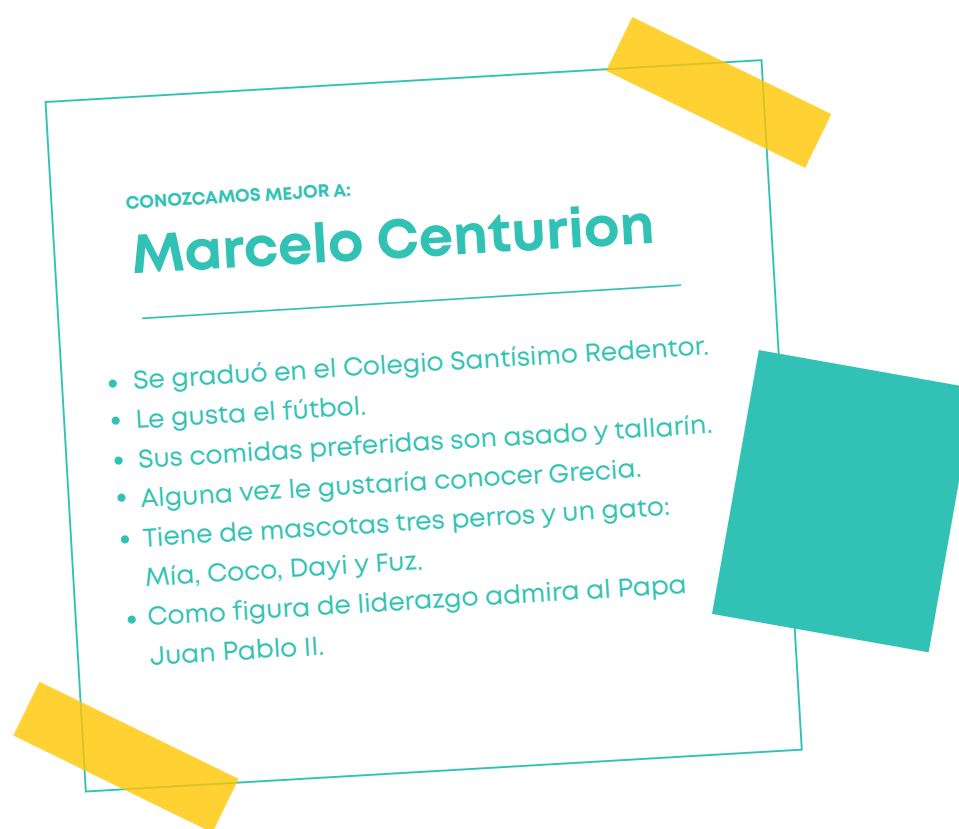 CONOZCAMOS MEJOR A:
Marcelo Centurion
• Se graduó en el Colegio Santísimo Redentor.
• Le gusta el fútbol.
• Sus comidas preferidas son asado y tallarín.
• Alguna vez le gustaría conocer Grecia.
• Tiene de mascotas tres perros y un gato:
Mía, Coco, Dayi y Fuz.
• Como figura de liderazgo admira al Papa
Juan Pablo II.